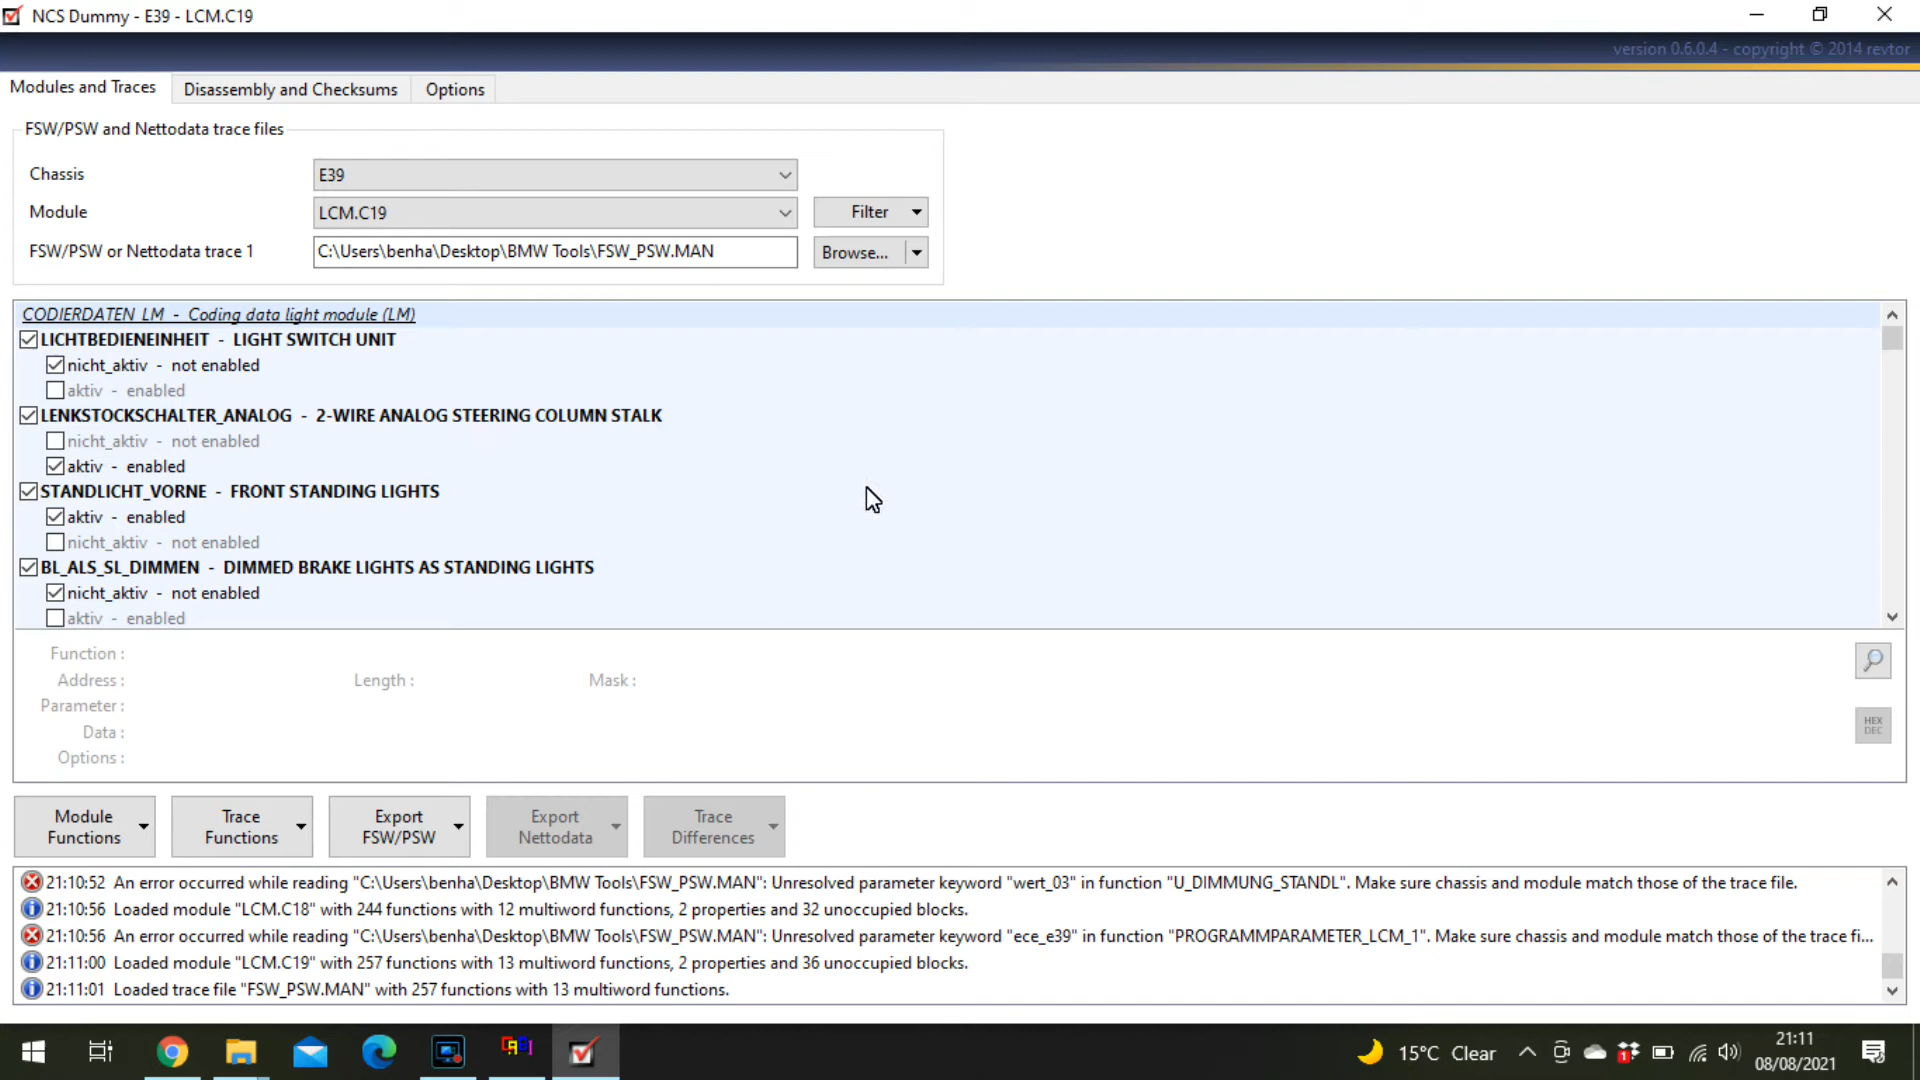 NCS Dummy - E39 - LCM.C19
version 0.6.0.4 - copyright © 2014 revtor
Modules and Traces
Disassembly and Checksums
Options
FSW/PSW and Nettodata trace files
Chassis
E39
Module
LCM.C19
Filter
FSW/PSW or Nettodata trace 1
C:\Users\benha\Desktop\BMW Tools\FSW_PSW.MAN
Browse...
CODIERDATEN_LM - Coding data light module (LM)
LICHTBEDIENEINHEIT - LIGHT SWITCH UNIT
nicht_aktiv - not enabled
aktiv - enabled
LENKSTOCKSCHALTER_ANALOG - 2-WIRE ANALOG STEERING COLUMN STALK
nicht_aktiv - not enabled
aktiv - enabled
STANDLICHT_VORNE - FRONT STANDING LIGHTS
aktiv - enabled
nicht_aktiv - not enabled
BL_ALS_SL_DIMMEN - DIMMED BRAKE LIGHTS AS STANDING LIGHTS
nicht_aktiv - not enabled
aktiv - enabled
Function :
Address :
Length :
Mask :
Parameter :
Data :
Options :
HEX
DEC
Module
Functions
Trace
Functions
Export
FSW/PSW
Export
Nettodata
Trace
Differences
21:10:52 An error occurred while reading "C:\Users\benha\Desktop\BMW Tools\FSW_PSW.MAN": Unresolved parameter keyword "wert_03" in function "U_DIMMUNG_STANDL". Make sure chassis and module match those of the trace file.
21:10:56 Loaded module "LCM.C18" with 244 functions with 12 multiword functions, 2 properties and 32 unoccupied blocks.
21:10:56 An error occurred while reading "C:\Users\benha\Desktop\BMW Tools\FSW_PSW.MAN": Unresolved parameter keyword "ece_e39" in function "PROGRAMMPARAMETER_LCM_1". Make sure chassis and module match those of the trace fi...
21:11:00 Loaded module "LCM.C19" with 257 functions with 13 multiword functions, 2 properties and 36 unoccupied blocks.
21:11:01 Loaded trace file "FSW_PSW.MAN" with 257 functions with 13 multiword functions.
15°C Clear
1
21:11
08/08/2021